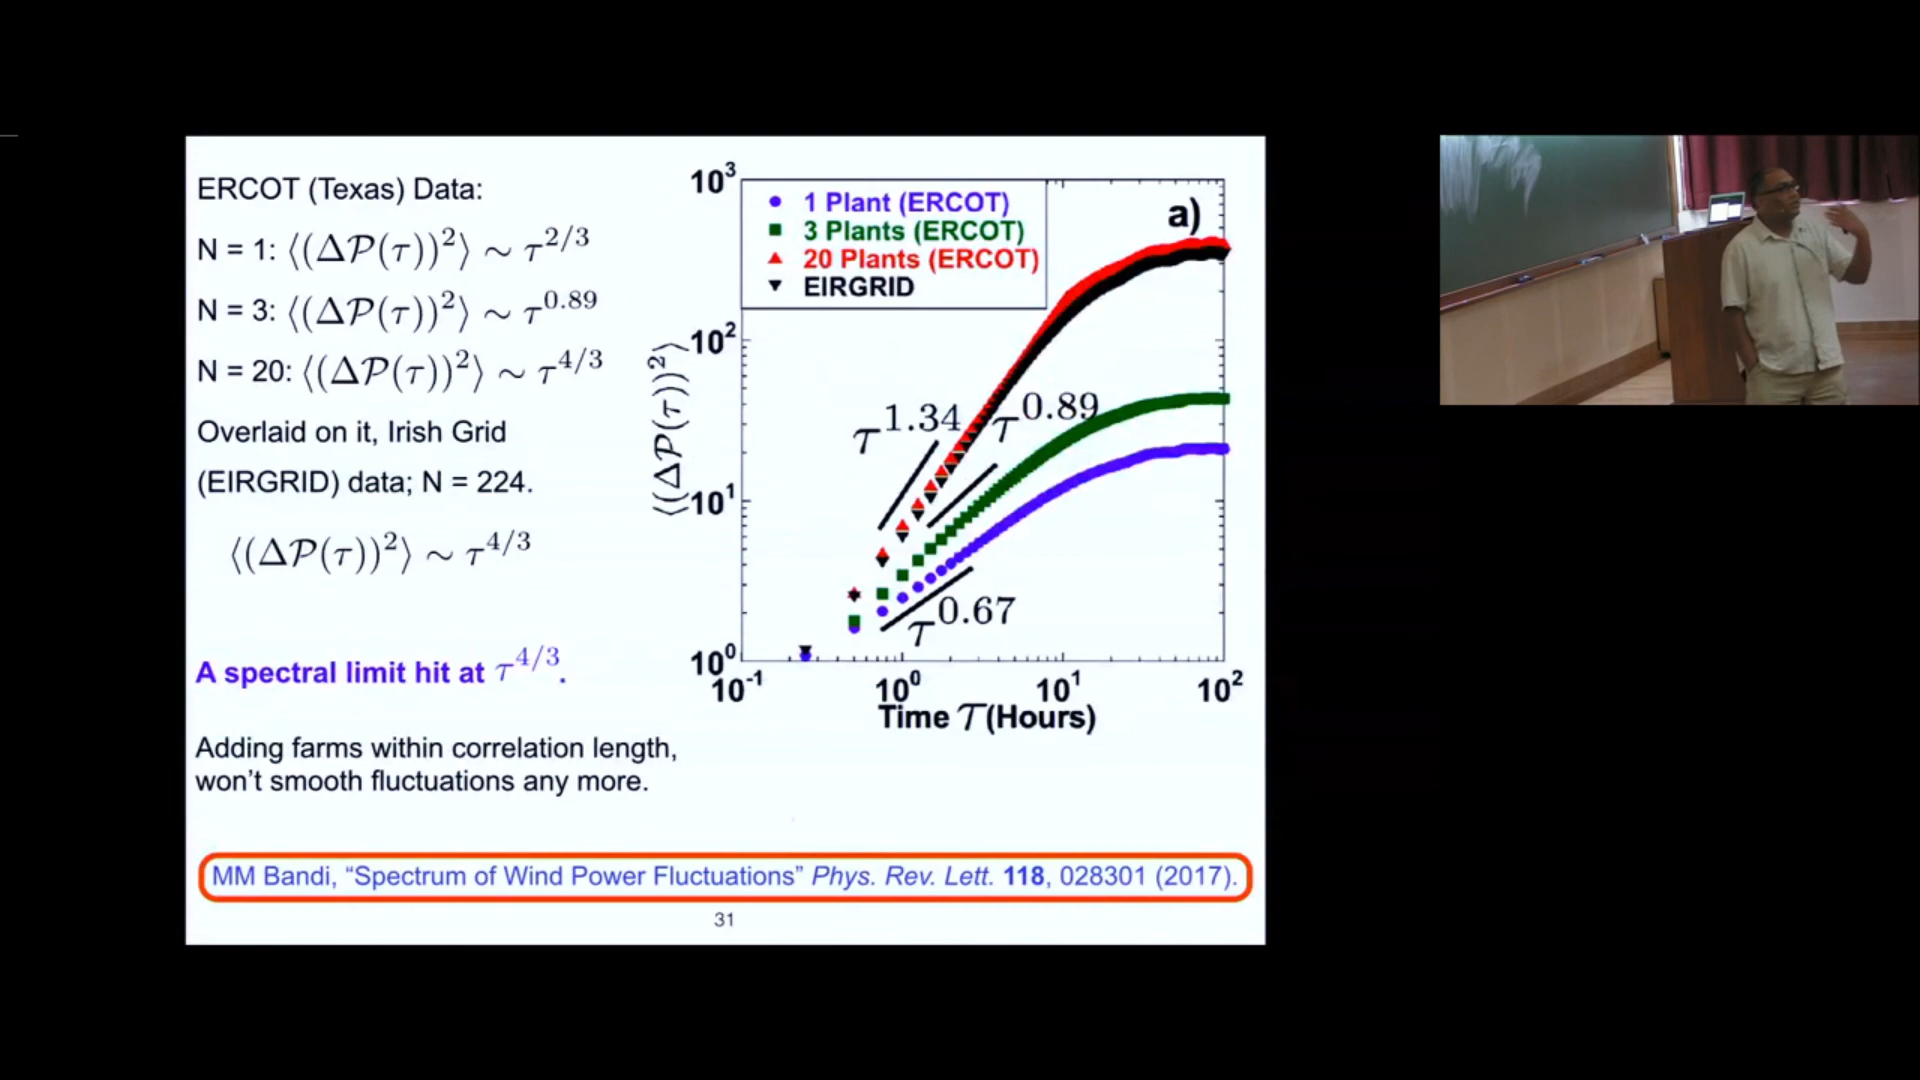 ERCOT (Texas) Data:
N = 1: ⟨(Δ𝒫(τ))²⟩ ∼ τ^{2/3}
N = 3: ⟨(Δ𝒫(τ))²⟩ ∼ τ^{0.89}
N = 20: ⟨(Δ𝒫(τ))²⟩ ∼ τ^{4/3}
Overlaid on it, Irish Grid
(EIRGRID) data; N = 224.
⟨(Δ𝒫(τ))²⟩ ∼ τ^{4/3}
A spectral limit hit at τ^{4/3}.
Adding farms within correlation length,
won't smooth fluctuations any more.
a)
1 Plant (ERCOT)
3 Plants (ERCOT)
20 Plants (ERCOT)
EIRGRID
⟨(Δ𝒫(τ))²⟩
10³
10²
10¹
10⁰
τ^{1.34}
τ^{0.89}
τ^{0.67}
10⁻¹ 10⁰ 10¹ 10²
Time 𝒯(Hours)
MM Bandi, “Spectrum of Wind Power Fluctuations” Phys. Rev. Lett. 118, 028301 (2017).
31